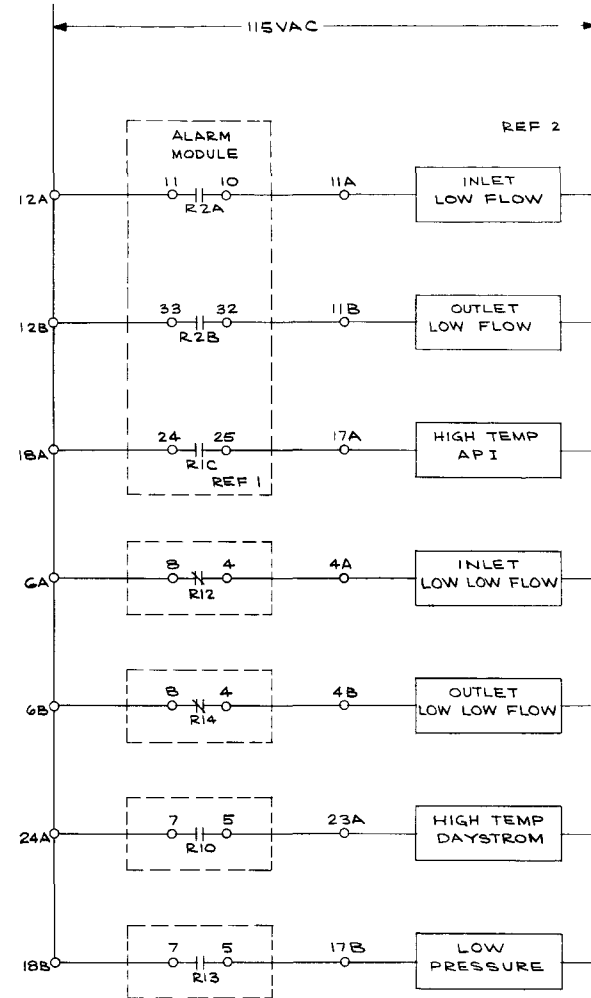 115VAC
REF 2
ALARM
MODULE
12A 11 10 11A INLET
R2A LOW FLOW
12B 33 32 11B OUTLET
R2B LOW FLOW
18A 24 25 17A HIGH TEMP
R1C API
REF 1
6A 8 4 4A INLET
R12 LOW LOW FLOW
6B 8 4 4B OUTLET
R14 LOW LOW FLOW
24A 7 5 23A HIGH TEMP
R10 DAYSTROM
18B 7 5 17B LOW
R13 PRESSURE